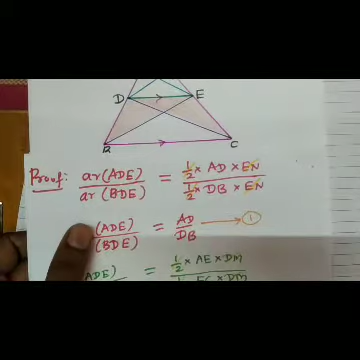 D E
B C
Proof: ar(ADE)/ar(BDE) = 1/2 × AD × EN / 1/2 × DB × EN
(ADE)/(BDE) = AD/DB → ①
ADE) = 1/2 × AE × DM